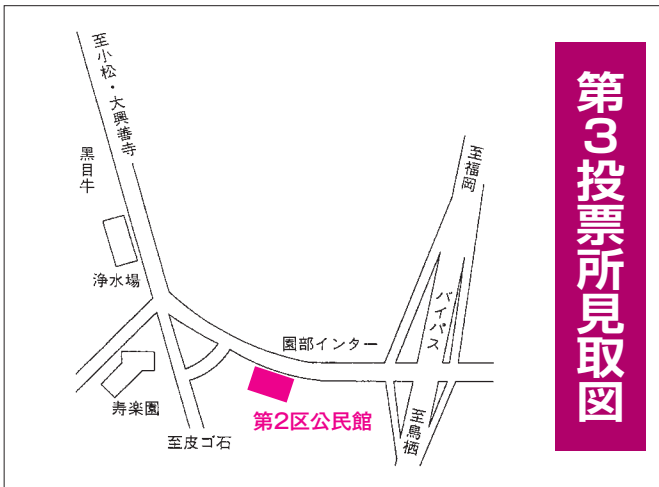 第3投票所見取図
至小松・大興善寺
黒目牛
浄水場
寿楽園
至皮ゴ石
第2区公民館
園部インター
至福岡
バイパス
至鳥栖